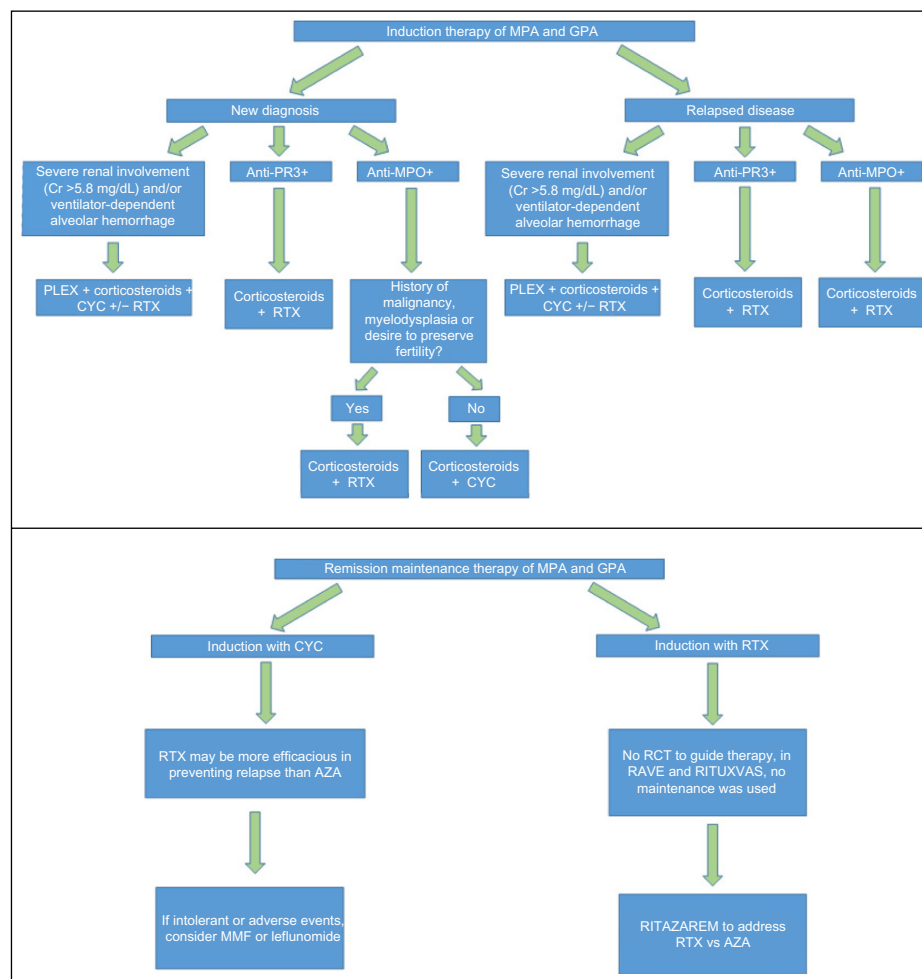 Induction therapy of MPA and GPA
New diagnosis
Relapsed disease
Severe renal involvement
(Cr >5.8 mg/dL) and/or
ventilator-dependent
alveolar hemorrhage
Anti-PR3+
Anti-MPO+
Severe renal involvement
(Cr >5.8 mg/dL) and/or
ventilator-dependent
alveolar hemorrhage
Anti-PR3+
Anti-MPO+
PLEX + corticosteroids +
CYC +/− RTX
Corticosteroids
+ RTX
History of
malignancy,
myelodysplasia or
desire to preserve
fertility?
PLEX + corticosteroids +
CYC +/− RTX
Corticosteroids
+ RTX
Corticosteroids
+ RTX
Yes
No
Corticosteroids
+ RTX
Corticosteroids
+ CYC
Remission maintenance therapy of MPA and GPA
Induction with CYC
Induction with RTX
RTX may be more efficacious in
preventing relapse than AZA
No RCT to guide therapy, in
RAVE and RITUXVAS, no
maintenance was used
If intolerant or adverse events,
consider MMF or leflunomide
RITAZAREM to address
RTX vs AZA